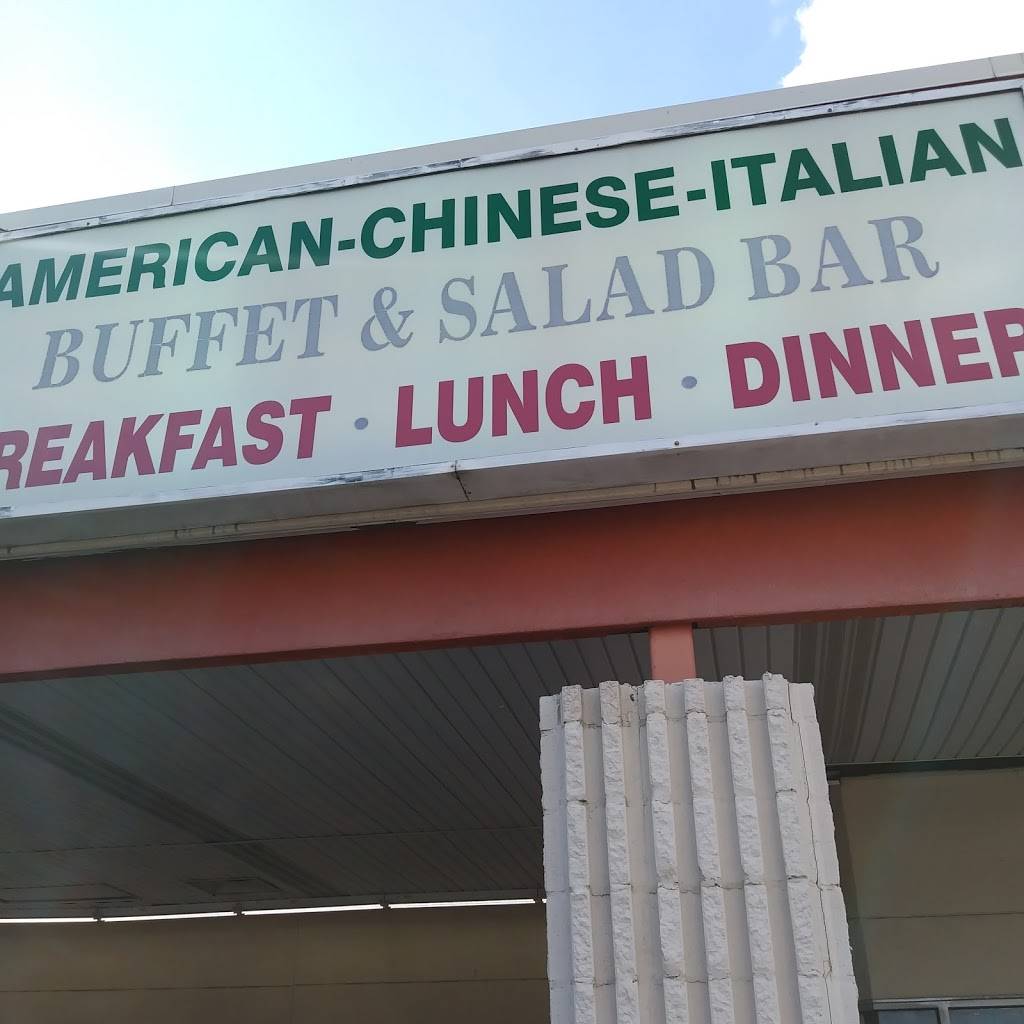 AMERICAN-CHINESE-ITALIAN
BUFFET & SALAD BAR
REAKFAST · LUNCH · DINNER